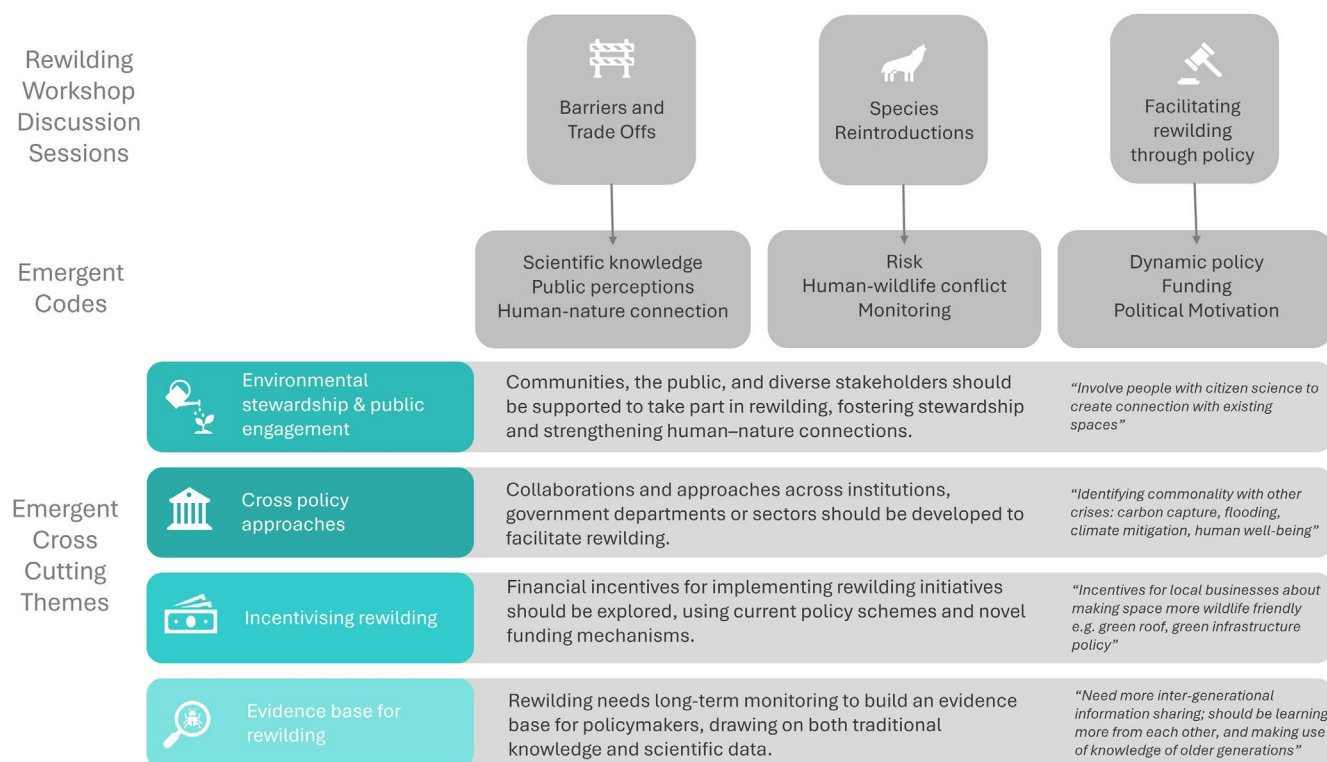 Rewilding
Workshop
Discussion
Sessions
Barriers and
Trade Offs
Species
Reintroductions
Facilitating
rewilding
through policy
Emergent
Codes
Scientific knowledge
Public perceptions
Human-nature connection
Risk
Human-wildlife conflict
Monitoring
Dynamic policy
Funding
Political Motivation
Emergent
Cross
Cutting
Themes
Environmental
stewardship & public
engagement
Communities, the public, and diverse stakeholders should
be supported to take part in rewilding, fostering stewardship
and strengthening human–nature connections.
“Involve people with citizen science to
create connection with existing
spaces”
Cross policy
approaches
Collaborations and approaches across institutions,
government departments or sectors should be developed to
facilitate rewilding.
“Identifying commonality with other
crises: carbon capture, flooding,
climate mitigation, human well-being”
Incentivising rewilding
Financial incentives for implementing rewilding initiatives
should be explored, using current policy schemes and novel
funding mechanisms.
“Incentives for local businesses about
making space more wildlife friendly
e.g. green roof, green infrastructure
policy”
Evidence base for
rewilding
Rewilding needs long-term monitoring to build an evidence
base for policymakers, drawing on both traditional
knowledge and scientific data.
“Need more inter-generational
information sharing; should be learning
more from each other, and making use
of knowledge of older generations”